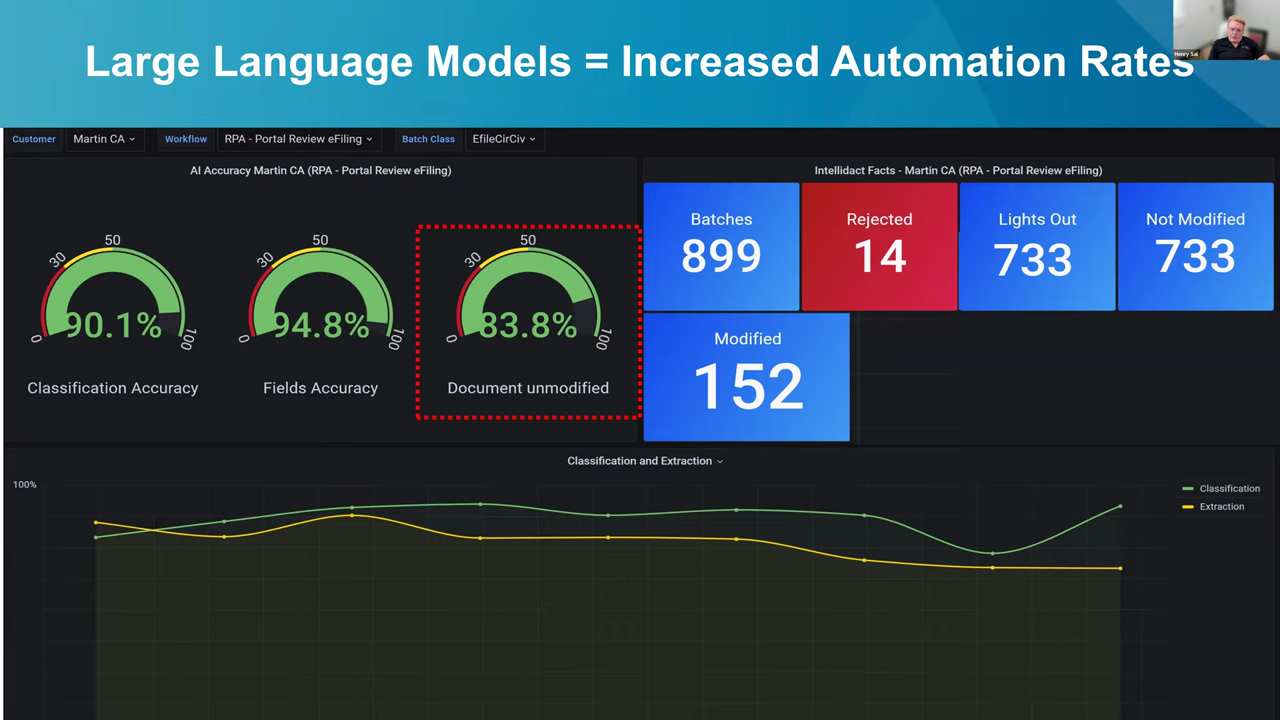 Large Language Models = Increased Automation Rates
Henry Sal
Customer Martin CA Workflow RPA - Portal Review eFiling Batch Class EfileCirCiv
AI Accuracy Martin CA (RPA - Portal Review eFiling)
0 30 50 100
90.1%
Classification Accuracy
0 30 50 100
94.8%
Fields Accuracy
0 30 50 100
83.8%
Document unmodified
Intellidact Facts - Martin CA (RPA - Portal Review eFiling)
Batches
899
Rejected
14
Lights Out
733
Not Modified
733
Modified
152
Classification and Extraction
100%
Classification
Extraction